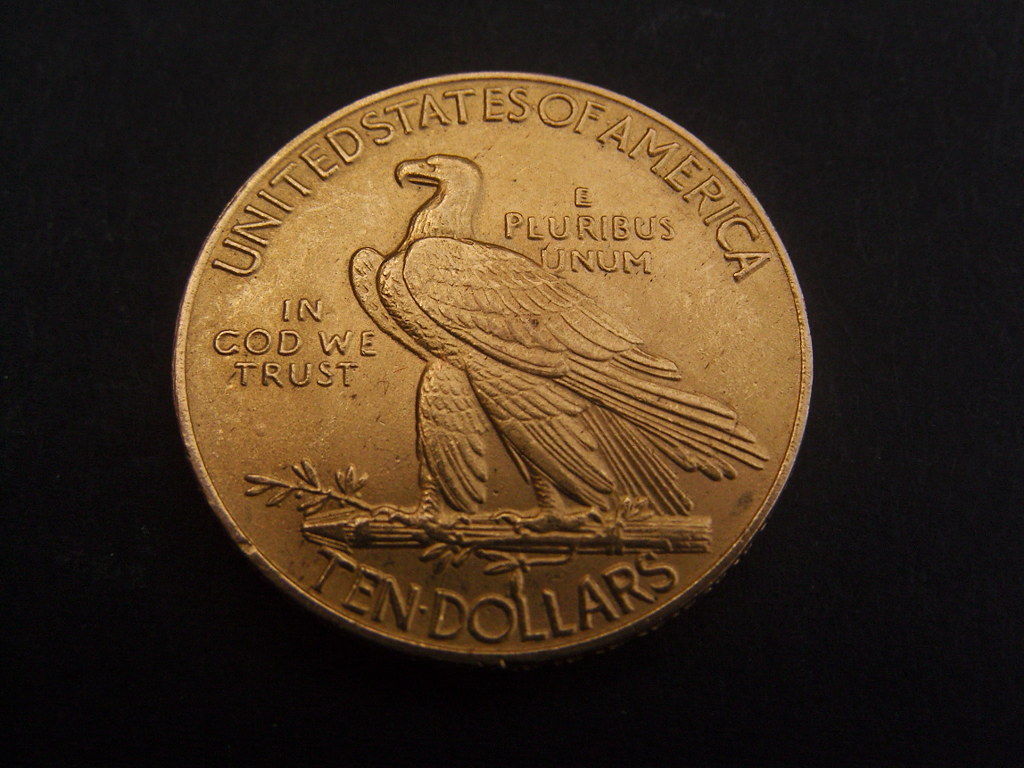 UNITED STATES OF AMERICA
E
PLURIBUS
UNUM
IN
GOD WE
TRUST
TEN·DOLLARS